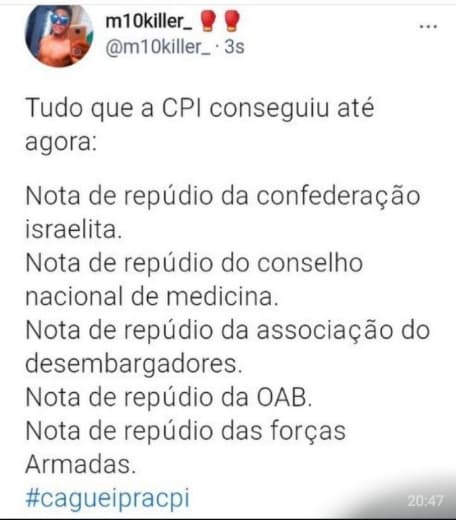 m10killer_ 🥊🥊
@m10killer_ · 3s
...
Tudo que a CPI conseguiu até
agora:
Nota de repúdio da confederação
israelita.
Nota de repúdio do conselho
nacional de medicina.
Nota de repúdio da associação do
desembargadores.
Nota de repúdio da OAB.
Nota de repúdio das forças
Armadas.
#cagueipracpi
20:47